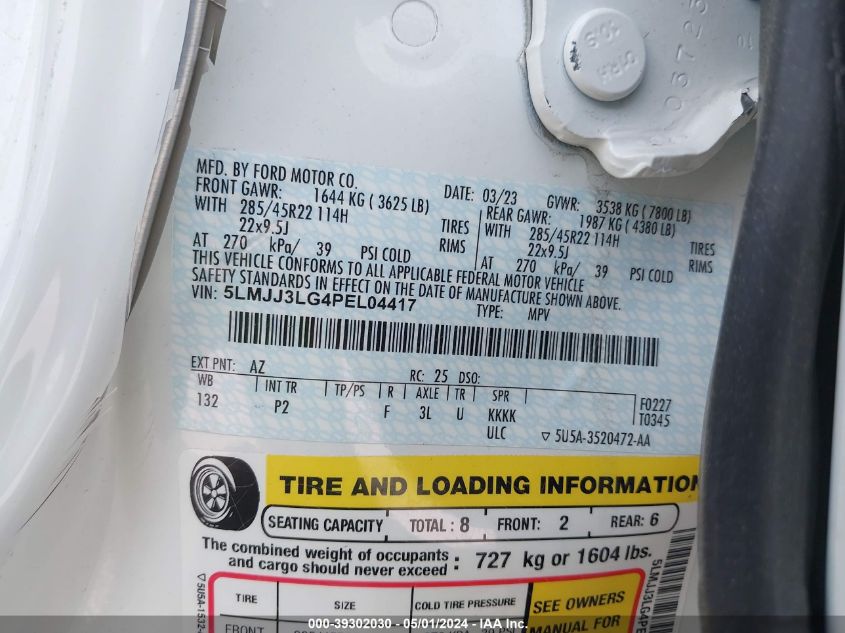 MFD. BY FORD MOTOR CO.
DATE: 03/23 GVWR: 3538 KG (7800 LB)
FRONT GAWR: 1644 KG (3625 LB)
REAR GAWR: 1987 KG (4380 LB)
WITH 285/45R22 114H TIRES
WITH 285/45R22 114H TIRES
22x9.5J RIMS
22x9.5J RIMS
AT 270 kPa/ 39 PSI COLD
AT 270 kPa/ 39 PSI COLD
THIS VEHICLE CONFORMS TO ALL APPLICABLE FEDERAL MOTOR VEHICLE
SAFETY STANDARDS IN EFFECT ON THE DATE OF MANUFACTURE SHOWN ABOVE.
VIN: 5LMJJ3LG4PEL04417
TYPE: MPV
EXT PNT: AZ RC: 25 DSO:
WB INT TR TP/PS R AXLE TR SPR
132 P2 F 3L U KKKK
ULC
F0227
T0345
▽ 5U5A-3520472-AA
TIRE AND LOADING INFORMATION
SEATING CAPACITY TOTAL: 8 FRONT: 2 REAR: 6
The combined weight of occupants
and cargo should never exceed : 727 kg or 1604 lbs.
TIRE SIZE COLD TIRE PRESSURE
SEE OWNERS
MANUAL FOR
FRONT
000-39302030 - 05/01/2024 - IAA Inc.